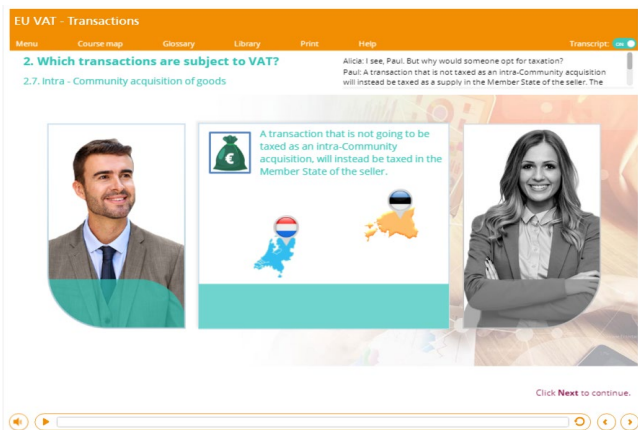 EU VAT - Transactions
Menu Course map Glossary Library Print Help Transcript: ON
2. Which transactions are subject to VAT?
2.7. Intra - Community acquisition of goods
Alicia: I see, Paul. But why would someone opt for taxation?
Paul: A transaction that is not taxed as an intra-Community acquisition
will instead be taxed as a supply in the Member State of the seller. The
€
A transaction that is not going to be
taxed as an intra-Community
acquisition, will instead be taxed in the
Member State of the seller.
Click Next to continue.